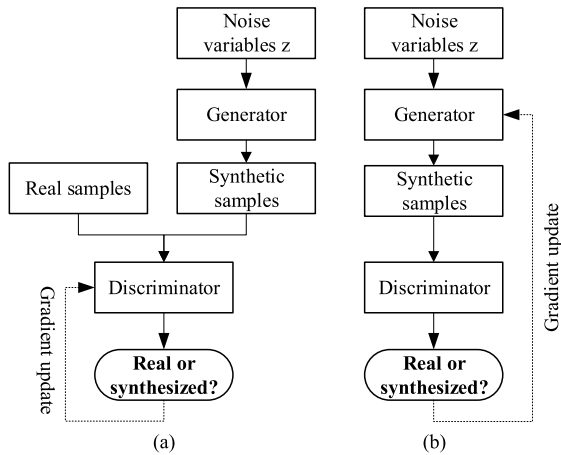 Noise
variables z
Generator
Real samples
Synthetic
samples
Discriminator
Gradient update
Real or
synthesized?
(a)
Noise
variables z
Generator
Synthetic
samples
Discriminator
Gradient update
Real or
synthesized?
(b)